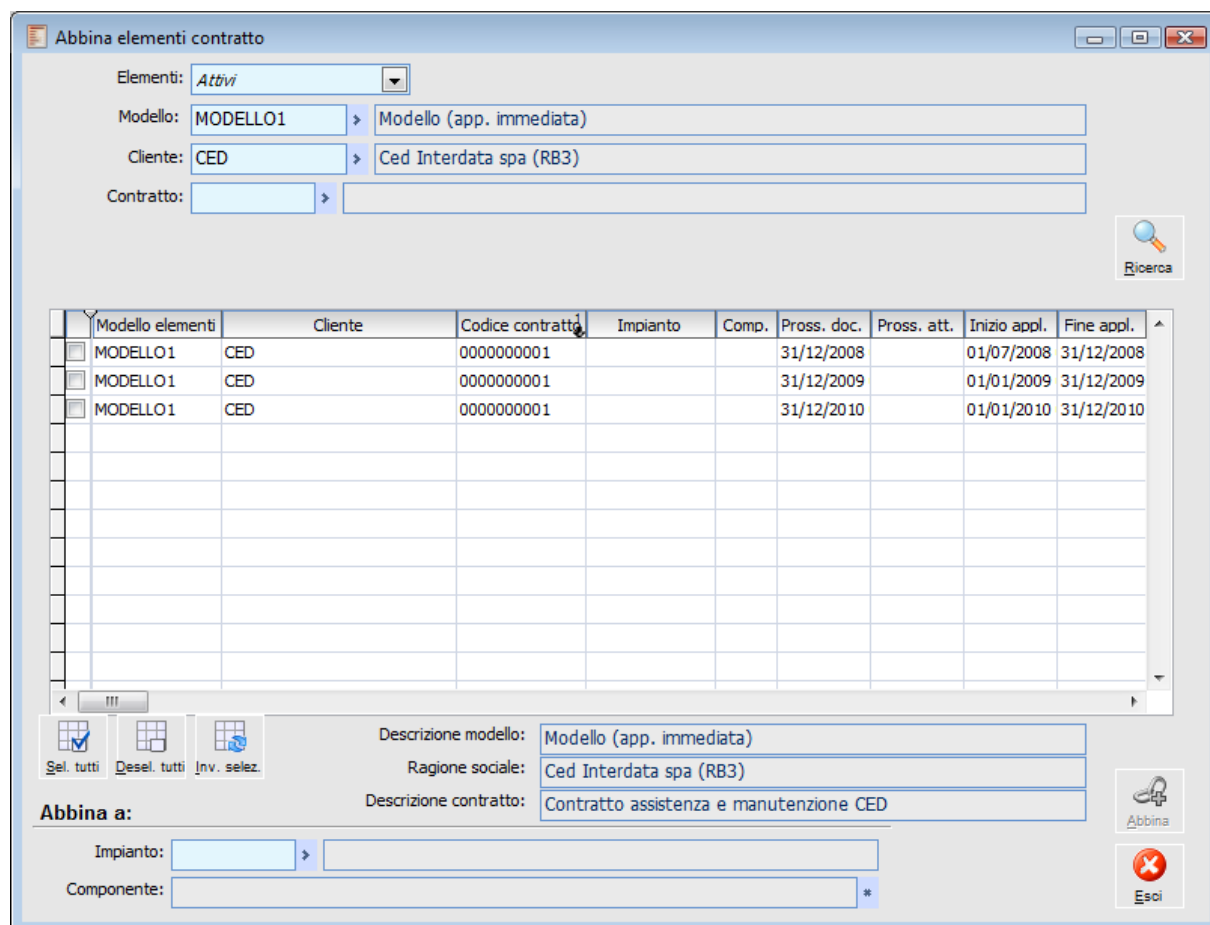 Abbina elementi contratto
Elementi: Attivi
Modello: MODELLO1 Modello (app. immediata)
Cliente: CED Ced Interdata spa (RB3)
Contratto:
Ricerca
Modello elementi Cliente Codice contratto 1 Impianto Comp. Pross. doc. Pross. att. Inizio appl. Fine appl.
MODELLO1 CED 0000000001 31/12/2008 01/07/2008 31/12/2008
MODELLO1 CED 0000000001 31/12/2009 01/01/2009 31/12/2009
MODELLO1 CED 0000000001 31/12/2010 01/01/2010 31/12/2010
Sel. tutti Desel. tutti Inv. selez.
Descrizione modello: Modello (app. immediata)
Ragione sociale: Ced Interdata spa (RB3)
Descrizione contratto: Contratto assistenza e manutenzione CED
Abbina a:
Abbina
Impianto:
Componente:
Esci